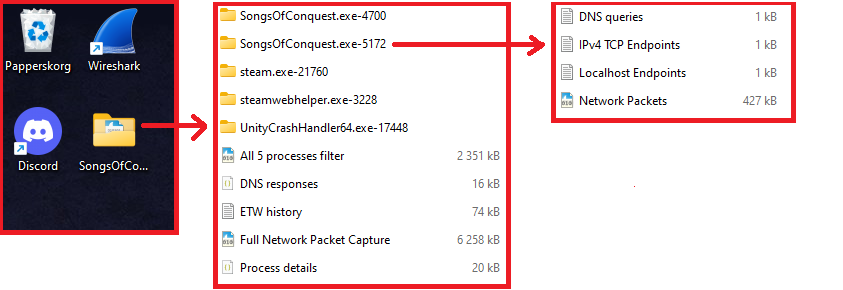 Papperskorg
Wireshark
Discord
SongsOfCo...
SongsOfConquest.exe-4700
SongsOfConquest.exe-5172
steam.exe-21760
steamwebhelper.exe-3228
UnityCrashHandler64.exe-17448
All 5 processes filter 2 351 kB
DNS responses 16 kB
ETW history 74 kB
Full Network Packet Capture 6 258 kB
Process details 20 kB
DNS queries 1 kB
IPv4 TCP Endpoints 1 kB
Localhost Endpoints 1 kB
Network Packets 427 kB